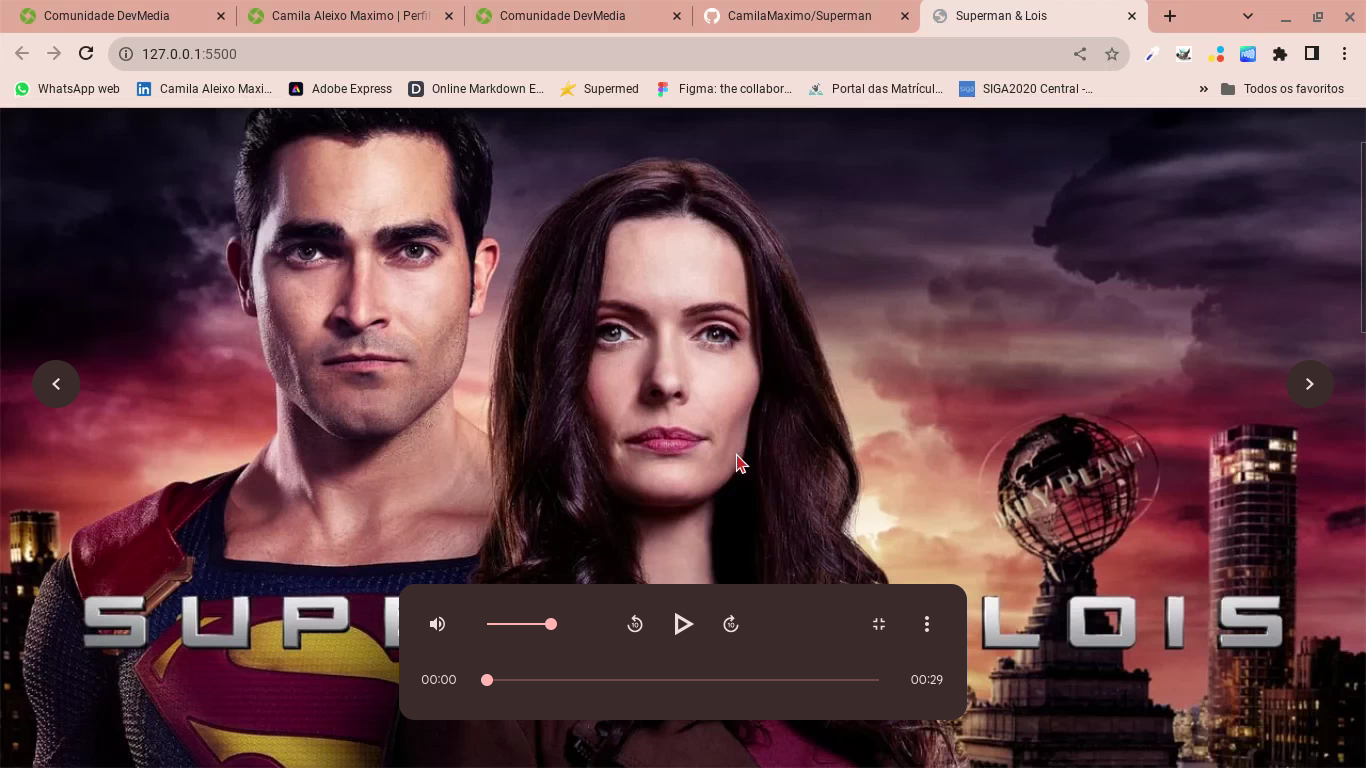 Comunidade DevMedia
Camila Aleixo Maximo | Perfil
Comunidade DevMedia
CamilaMaximo/Superman
Superman & Lois
127.0.0.1:5500
WhatsApp web
Camila Aleixo Maxi...
Adobe Express
Online Markdown E...
Supermed
Figma: the collabor...
Portal das Matrícul...
SIGA2020 Central -...
»
Todos os favoritos
PLANET
SUP
LOIS
10
10
00:00
00:29